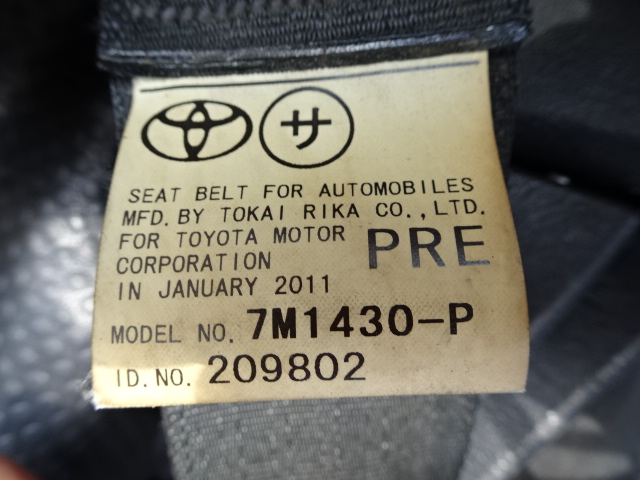 サ
SEAT BELT FOR AUTOMOBILES
MFD. BY TOKAI RIKA CO., LTD.
FOR TOYOTA MOTOR
CORPORATION PRE
IN JANUARY 2011
MODEL NO. 7M1430-P
ID. NO. 209802